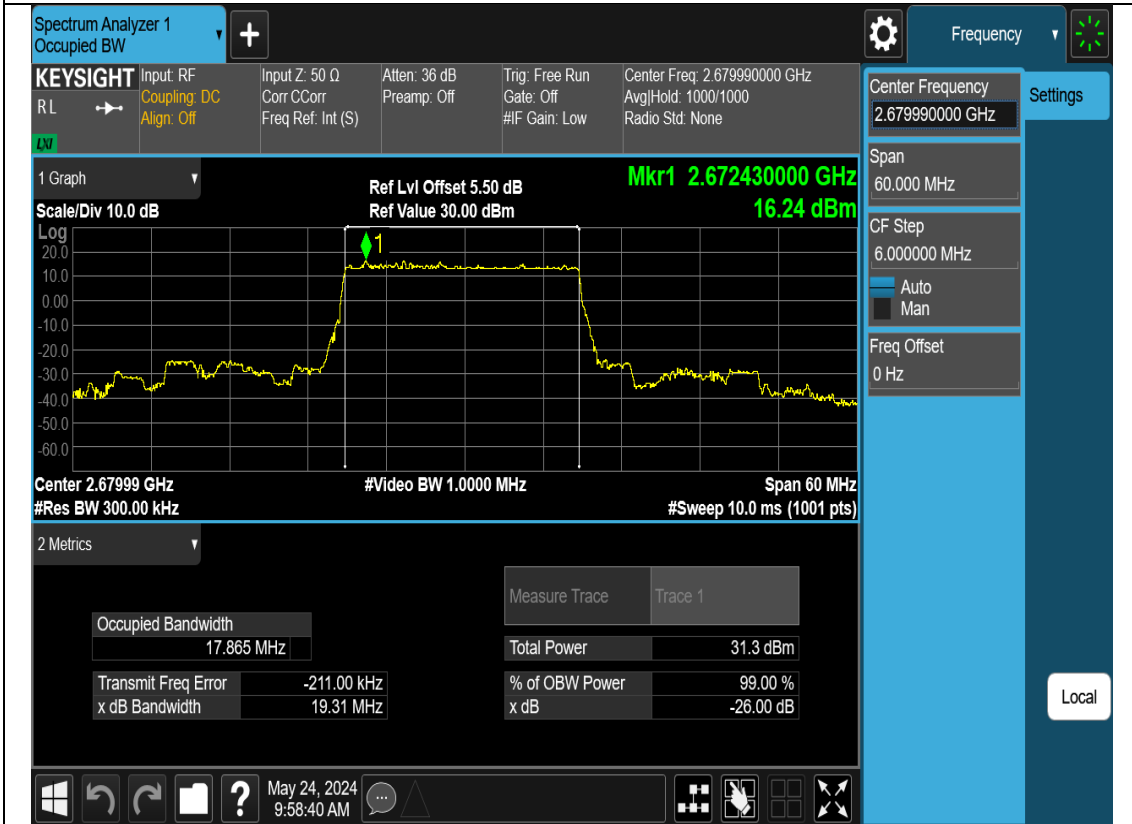 Spectrum Analyzer 1
Occupied BW
Frequency
KEYSIGHT
RL
LXI
Input: RF
Coupling: DC
Align: Off
Input Z: 50 Ω
Corr CCorr
Freq Ref: Int (S)
Atten: 36 dB
Preamp: Off
Trig: Free Run
Gate: Off
#IF Gain: Low
Center Freq: 2.679990000 GHz
Avg|Hold: 1000/1000
Radio Std: None
Center Frequency
2.679990000 GHz
Settings
Span
60.000 MHz
CF Step
6.000000 MHz
Auto
Man
Freq Offset
0 Hz
Local
1 Graph
Scale/Div 10.0 dB
Ref Lvl Offset 5.50 dB
Ref Value 30.00 dBm
Mkr1 2.672430000 GHz
16.24 dBm
Log
1
20.0
10.0
0.00
-10.0
-20.0
-30.0
-40.0
-50.0
-60.0
Center 2.67999 GHz
#Video BW 1.0000 MHz
Span 60 MHz
#Res BW 300.00 kHz
#Sweep 10.0 ms (1001 pts)
2 Metrics
Measure Trace Trace 1
Occupied Bandwidth
17.865 MHz
Total Power 31.3 dBm
Transmit Freq Error -211.00 kHz
% of OBW Power 99.00 %
x dB Bandwidth 19.31 MHz
x dB -26.00 dB
?
May 24, 2024
9:58:40 AM